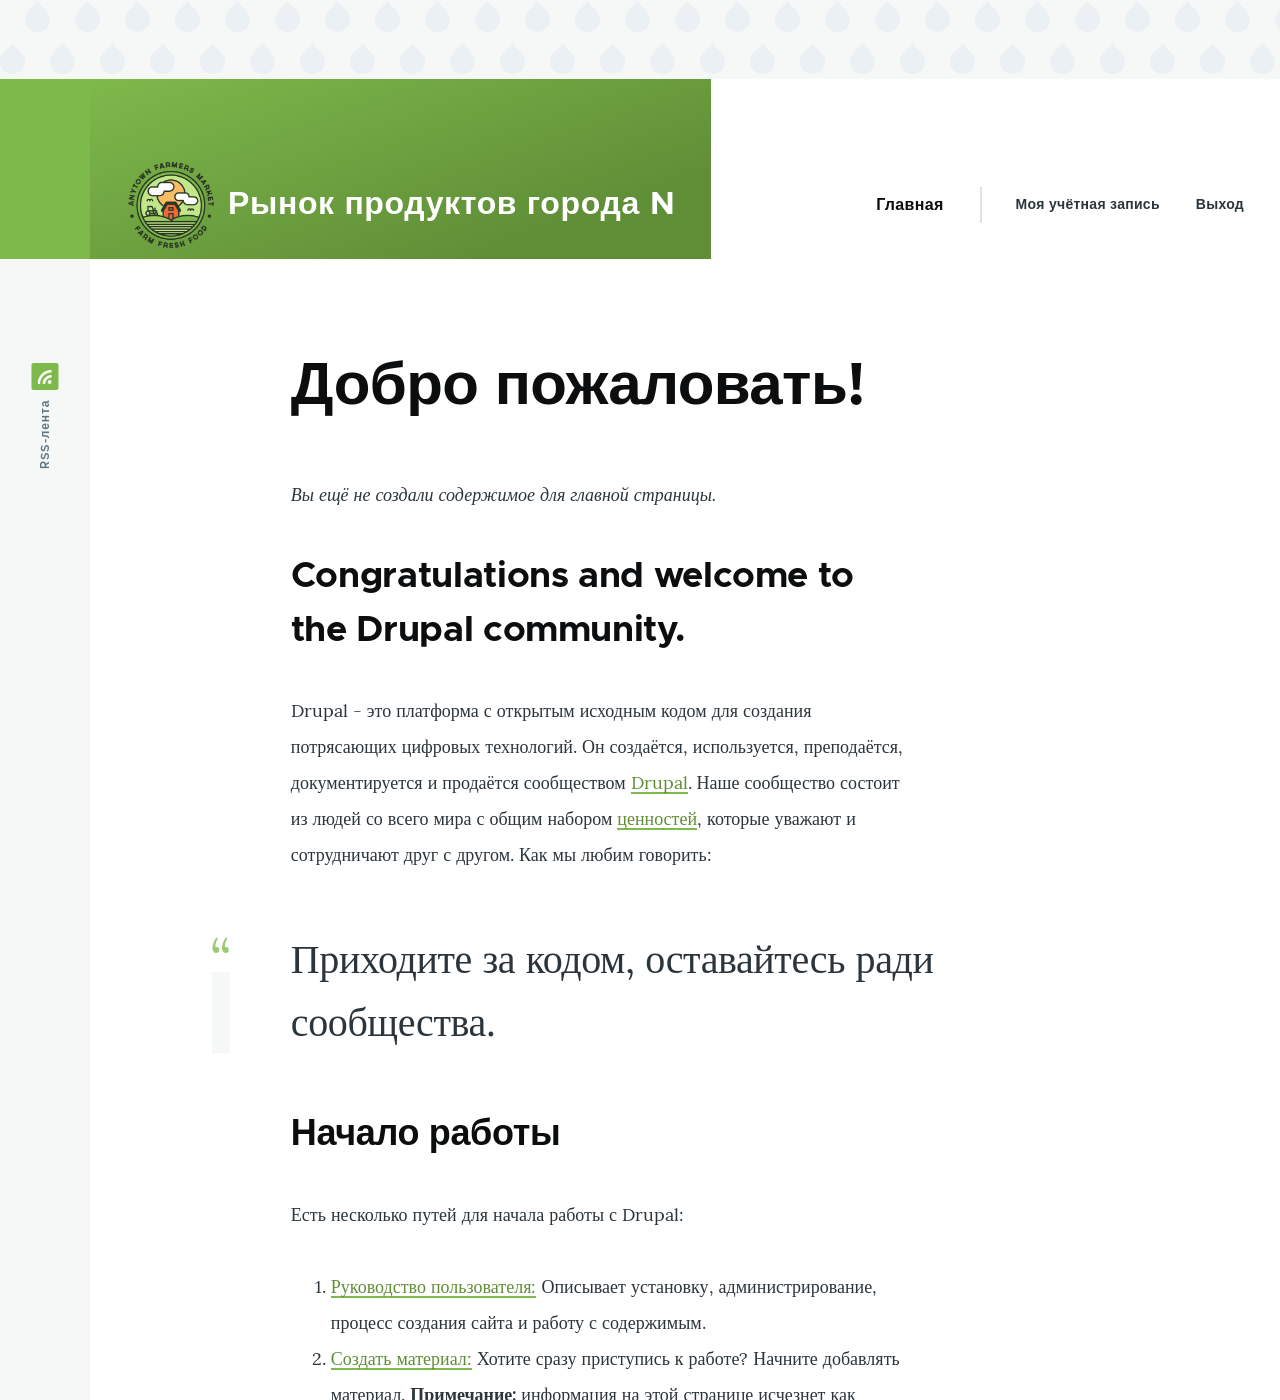 ANYTOWN FARMERS MARKET
FARM FRESH FOOD
Рынок продуктов города N
Главная
Моя учётная запись
Выход
RSS-лента
Добро пожаловать!
Вы ещё не создали содержимое для главной страницы.
Congratulations and welcome to
the Drupal community.
Drupal - это платформа с открытым исходным кодом для создания
потрясающих цифровых технологий. Он создаётся, используется, преподаётся,
документируется и продаётся сообществом Drupal. Наше сообщество состоит
из людей со всего мира с общим набором ценностей, которые уважают и
сотрудничают друг с другом. Как мы любим говорить:
“
Приходите за кодом, оставайтесь ради
сообщества.
Начало работы
Есть несколько путей для начала работы с Drupal:
1. Руководство пользователя: Описывает установку, администрирование,
процесс создания сайта и работу с содержимым.
2. Создать материал: Хотите сразу приступись к работе? Начните добавлять
материал. Примечание: информация на этой странице исчезнет как